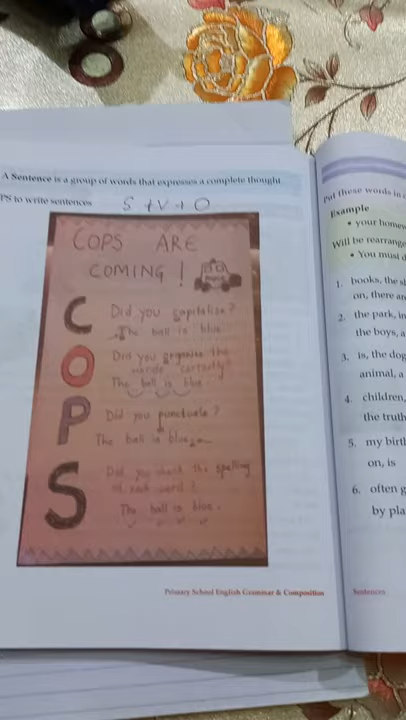 A Sentence is a group of words that expresses a complete thought
PS to write sentences S + V + O
COPS ARE
COMING !
C
Did you capitalise?
The ball is blue.
O
Did you organise the
words correctly?
The ball is blue.
P
Did you punctuate?
The ball is blue.
S
Did you check the spelling
of each word?
The ball is blue.
Primary School English Grammar & Composition
Put these words in
Example
• your homew
Will be rearrange
• You must d
1. books, the s
on, there ar
2. the park, in
the boys, a
3. is, the dog
animal, a
4. children,
the truth
5. my birt
on, is
6. often g
by pla
Sentences